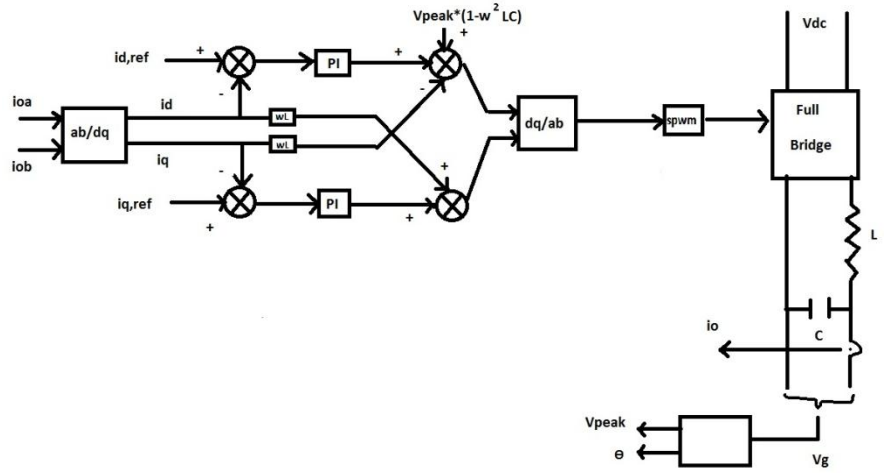 Vpeak*(1-w² LC)
Vdc
id,ref
+
PI
+
+
-
-
ioa
id
wL
Full
ab/dq
dq/ab
spwm
Bridge
iob
iq
wL
-
+
iq,ref
+
PI
+
L
io
C
Vpeak
Θ
Vg